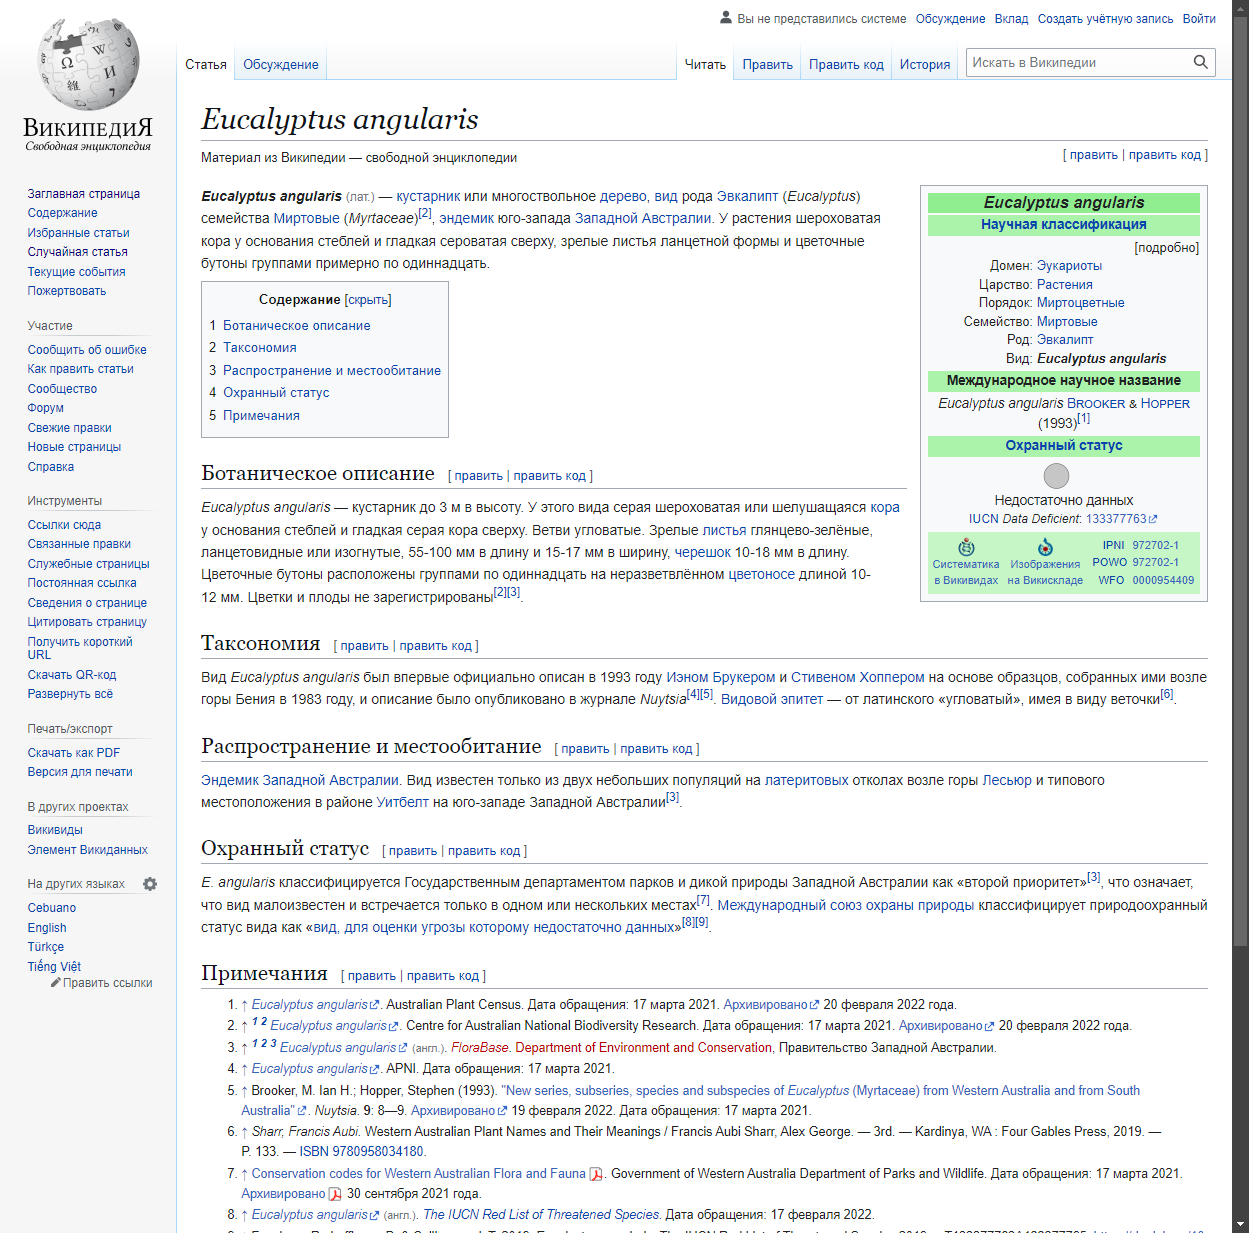 Вы не представились системе Обсуждение Вклад Создать учётную запись Войти
Статья Обсуждение Читать Править Править код История Искать в Википедии
ВикипедиЯ
Свободная энциклопедия
Заглавная страница
Содержание
Избранные статьи
Случайная статья
Текущие события
Пожертвовать
Участие
Сообщить об ошибке
Как править статьи
Сообщество
Форум
Свежие правки
Новые страницы
Справка
Инструменты
Ссылки сюда
Связанные правки
Служебные страницы
Постоянная ссылка
Сведения о странице
Цитировать страницу
Получить короткий
URL
Скачать QR-код
Развернуть всё
Печать/экспорт
Скачать как PDF
Версия для печати
В других проектах
Викивиды
Элемент Викиданных
На других языках
Cebuano
English
Türkçe
Tiếng Việt
Править ссылки
Eucalyptus angularis
Материал из Википедии — свободной энциклопедии
[ править | править код ]
Eucalyptus angularis (лат.) — кустарник или многоствольное дерево, вид рода Эвкалипт (Eucalyptus)
семейства Миртовые (Myrtaceae)[2], эндемик юго-запада Западной Австралии. У растения шероховатая
кора у основания стеблей и гладкая сероватая сверху, зрелые листья ланцетной формы и цветочные
бутоны группами примерно по одиннадцать.
Содержание [скрыть]
1 Ботаническое описание
2 Таксономия
3 Распространение и местообитание
4 Охранный статус
5 Примечания
Eucalyptus angularis
Научная классификация
[подробно]
Домен: Эукариоты
Царство: Растения
Порядок: Миртоцветные
Семейство: Миртовые
Род: Эвкалипт
Вид: Eucalyptus angularis
Международное научное название
Eucalyptus angularis Brooker & Hopper
(1993)[1]
Охранный статус
Недостаточно данных
IUCN Data Deficient: 133377763
Систематика
в Викивидах
Изображения
на Викискладе
IPNI 972702-1
POWO 972702-1
WFO 0000954409
Ботаническое описание [ править | править код ]
Eucalyptus angularis — кустарник до 3 м в высоту. У этого вида серая шероховатая или шелушащаяся кора
у основания стеблей и гладкая серая кора сверху. Ветви угловатые. Зрелые листья глянцево-зелёные,
ланцетовидные или изогнутые, 55-100 мм в длину и 15-17 мм в ширину, черешок 10-18 мм в длину.
Цветочные бутоны расположены группами по одиннадцать на неразветвлённом цветоносе длиной 10-
12 мм. Цветки и плоды не зарегистрированы[2][3].
Таксономия [ править | править код ]
Вид Eucalyptus angularis был впервые официально описан в 1993 году Иэном Брукером и Стивеном Хоппером на основе образцов, собранных ими возле
горы Бения в 1983 году, и описание было опубликовано в журнале Nuytsia[4][5]. Видовой эпитет — от латинского «угловатый», имея в виду веточки[6].
Распространение и местообитание [ править | править код ]
Эндемик Западной Австралии. Вид известен только из двух небольших популяций на латеритовых отколах возле горы Лесьюр и типового
местоположения в районе Уитбелт на юго-западе Западной Австралии[3].
Охранный статус [ править | править код ]
E. angularis классифицируется Государственным департаментом парков и дикой природы Западной Австралии как «второй приоритет»[3], что означает,
что вид малоизвестен и встречается только в одном или нескольких местах[7]. Международный союз охраны природы классифицирует природоохранный
статус вида как «вид, для оценки угрозы которому недостаточно данных»[8][9].
Примечания [ править | править код ]
1. ↑ Eucalyptus angularis. Australian Plant Census. Дата обращения: 17 марта 2021. Архивировано 20 февраля 2022 года.
2. ↑ 1 2 Eucalyptus angularis. Centre for Australian National Biodiversity Research. Дата обращения: 17 марта 2021. Архивировано 20 февраля 2022 года.
3. ↑ 1 2 3 Eucalyptus angularis (англ.). FloraBase. Department of Environment and Conservation, Правительство Западной Австралии.
4. ↑ Eucalyptus angularis. APNI. Дата обращения: 17 марта 2021.
5. ↑ Brooker, M. Ian H.; Hopper, Stephen (1993). "New series, subseries, species and subspecies of Eucalyptus (Myrtaceae) from Western Australia and from South
Australia". Nuytsia. 9: 8—9. Архивировано 19 февраля 2022. Дата обращения: 17 марта 2021.
6. ↑ Sharr, Francis Aubi. Western Australian Plant Names and Their Meanings / Francis Aubi Sharr, Alex George. — 3rd. — Kardinya, WA : Four Gables Press, 2019. —
P. 133. — ISBN 9780958034180.
7. ↑ Conservation codes for Western Australian Flora and Fauna. Government of Western Australia Department of Parks and Wildlife. Дата обращения: 17 марта 2021.
Архивировано 30 сентября 2021 года.
8. ↑ Eucalyptus angularis (англ.). The IUCN Red List of Threatened Species. Дата обращения: 17 февраля 2022.